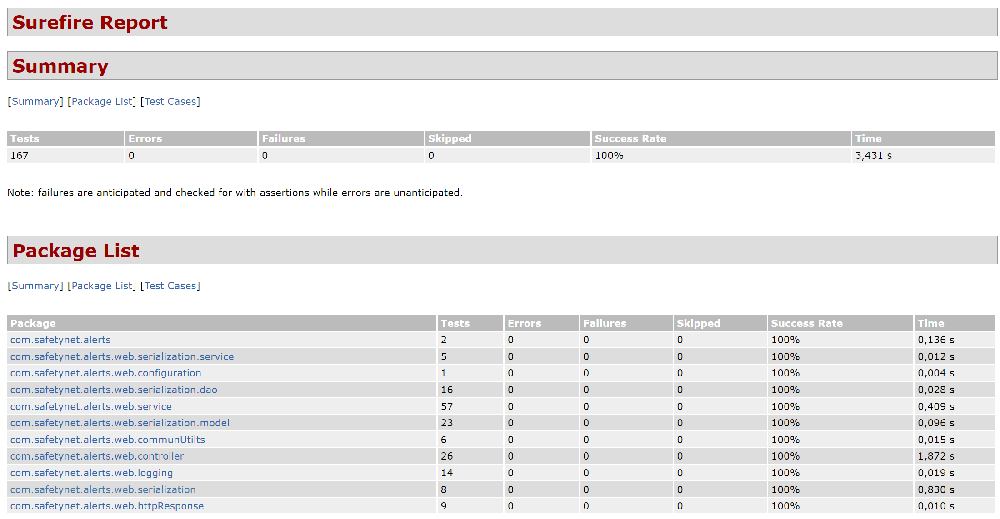 Surefire Report
Summary
[Summary] [Package List] [Test Cases]
Tests Errors Failures Skipped Success Rate Time
167 0 0 0 100% 3,431 s
Note: failures are anticipated and checked for with assertions while errors are unanticipated.
Package List
[Summary] [Package List] [Test Cases]
Package Tests Errors Failures Skipped Success Rate Time
com.safetynet.alerts 2 0 0 0 100% 0,136 s
com.safetynet.alerts.web.serialization.service 5 0 0 0 100% 0,012 s
com.safetynet.alerts.web.configuration 1 0 0 0 100% 0,004 s
com.safetynet.alerts.web.serialization.dao 16 0 0 0 100% 0,028 s
com.safetynet.alerts.web.service 57 0 0 0 100% 0,409 s
com.safetynet.alerts.web.serialization.model 23 0 0 0 100% 0,096 s
com.safetynet.alerts.web.communUtilts 6 0 0 0 100% 0,015 s
com.safetynet.alerts.web.controller 26 0 0 0 100% 1,872 s
com.safetynet.alerts.web.logging 14 0 0 0 100% 0,019 s
com.safetynet.alerts.web.serialization 8 0 0 0 100% 0,830 s
com.safetynet.alerts.web.httpResponse 9 0 0 0 100% 0,010 s